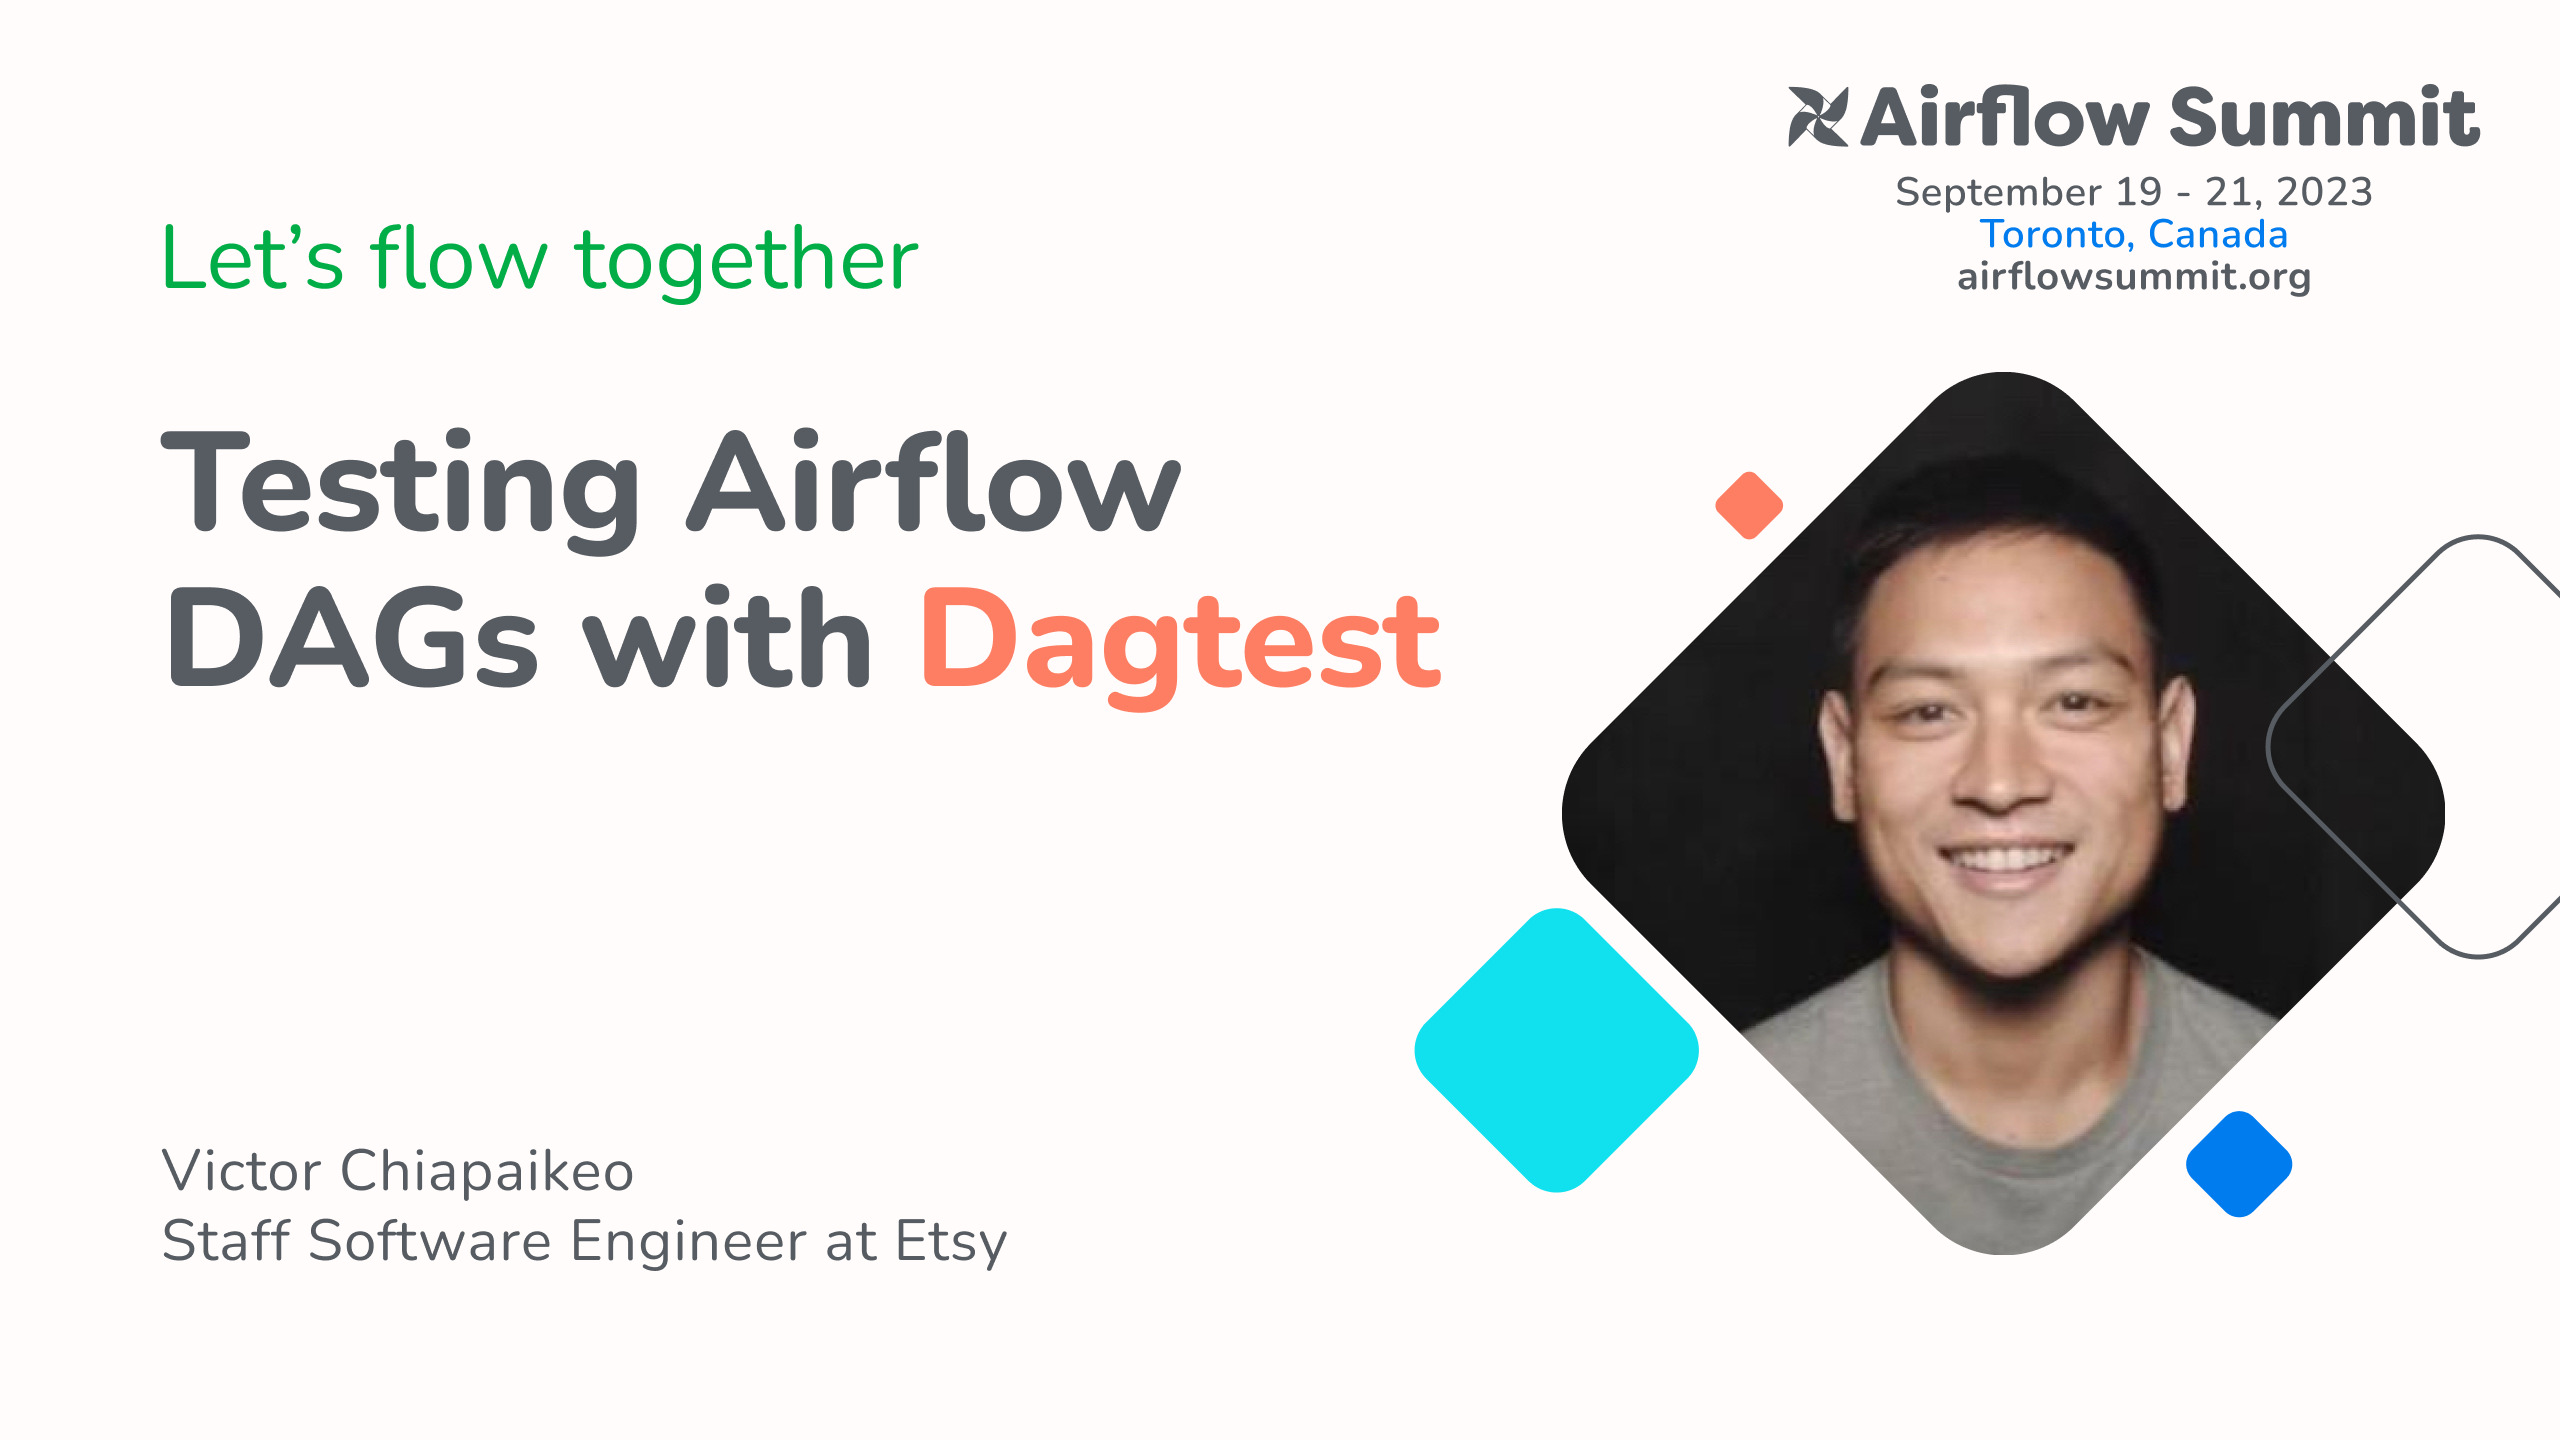 Airflow Summit
September 19 - 21, 2023
Toronto, Canada
airflowsummit.org
Let’s flow together
Testing Airflow
DAGs with Dagtest
Victor Chiapaikeo
Staff Software Engineer at Etsy